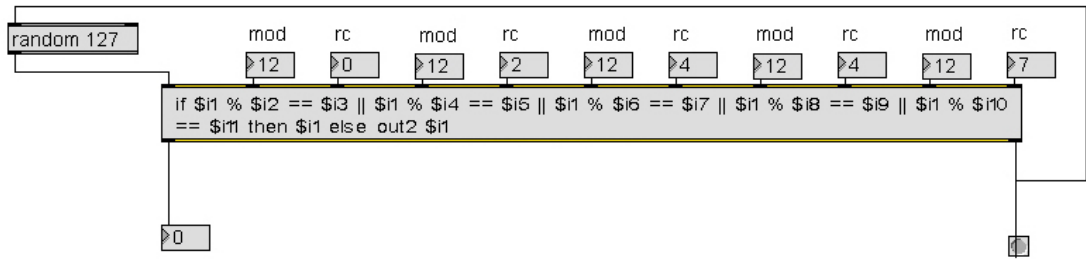 random 127
mod rc mod rc mod rc mod rc mod rc
12 0 12 2 12 4 12 4 12 7
if $i1 % $i2 == $i3 || $i1 % $i4 == $i5 || $i1 % $i6 == $i7 || $i1 % $i8 == $i9 || $i1 % $i10
== $i11 then $i1 else out2 $i1
0